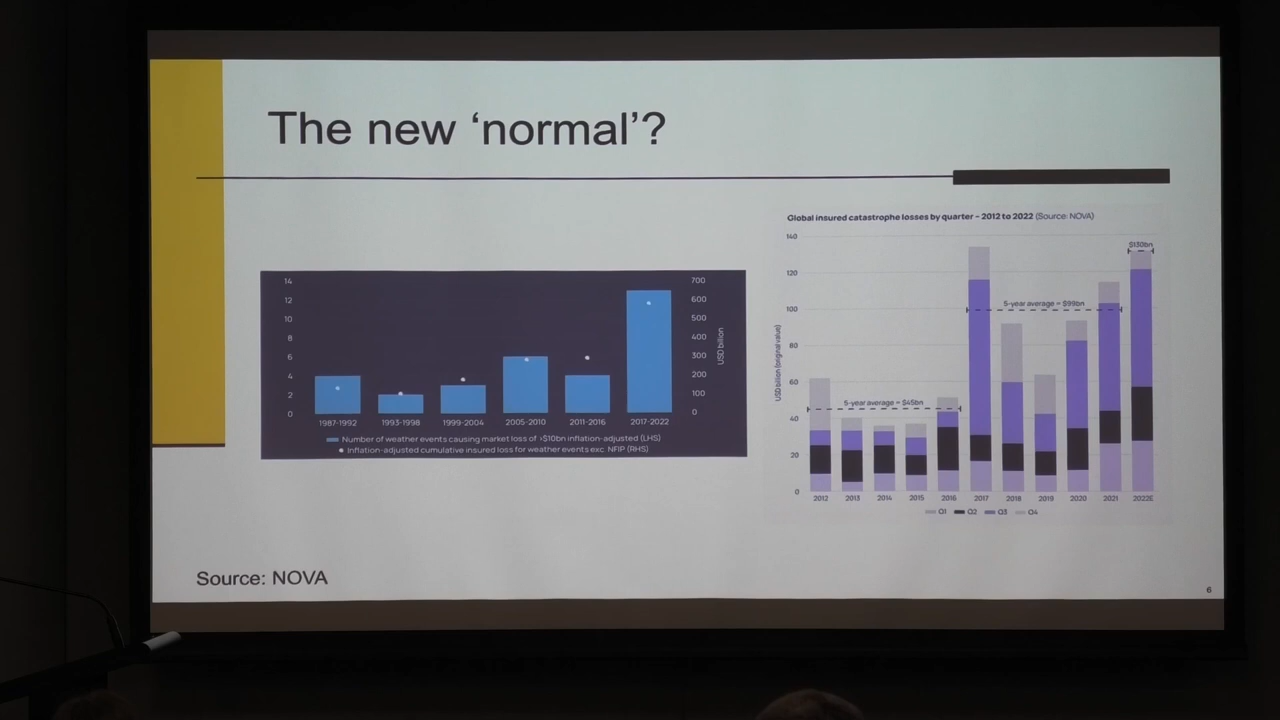 The new ‘normal’?
14
12
10
8
6
4
2
0
700
600
500
400
300
200
100
0
USD billion
1987-1992 1993-1998 1999-2004 2005-2010 2011-2016 2017-2022
Number of weather events causing market loss of >$10bn inflation-adjusted (LHS)
Inflation-adjusted cumulative insured loss for weather events exc. NFIP (RHS)
Global insured catastrophe losses by quarter – 2012 to 2022 (Source: NOVA)
USD billion (original value)
140
120
100
80
60
40
20
0
5-year average = $45bn
5-year average = $99bn
$130bn
2012 2013 2014 2015 2016 2017 2018 2019 2020 2021 2022E
Q1 Q2 Q3 Q4
Source: NOVA
6